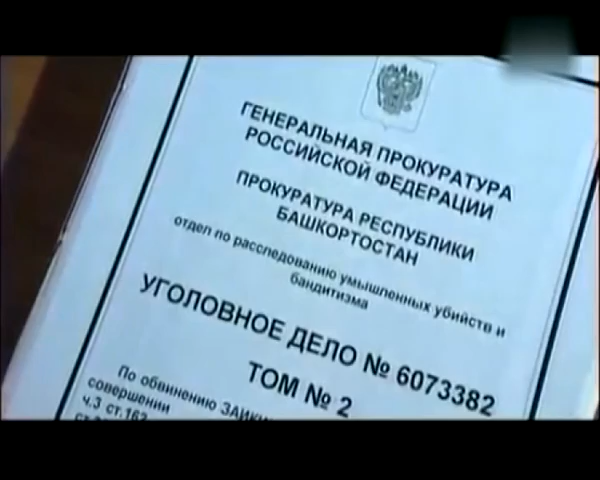 ГЕНЕРАЛЬНАЯ ПРОКУРАТУРА
РОССИЙСКОЙ ФЕДЕРАЦИИ
ПРОКУРАТУРА РЕСПУБЛИКИ
БАШКОРТОСТАН
отдел по расследованию умышленных убийств и
бандитизма
УГОЛОВНОЕ ДЕЛО № 6073382
ТОМ № 2
По обвинению
совершении
ч.3 ст.162